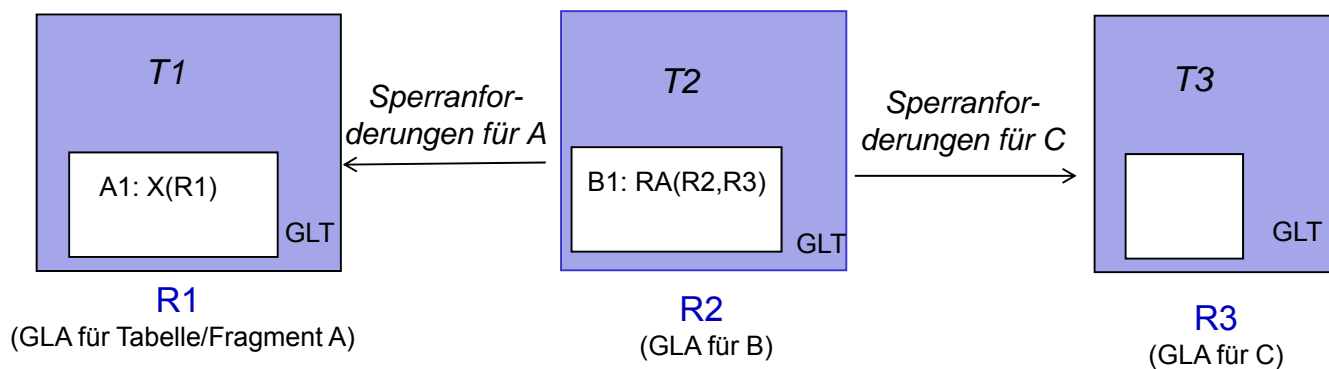 T1
Sperranfor-
derungen für A
T2
Sperranfor-
derungen für C
T3
A1: X(R1)
GLT
B1: RA(R2,R3)
GLT
GLT
R1
(GLA für Tabelle/Fragment A)
R2
(GLA für B)
R3
(GLA für C)